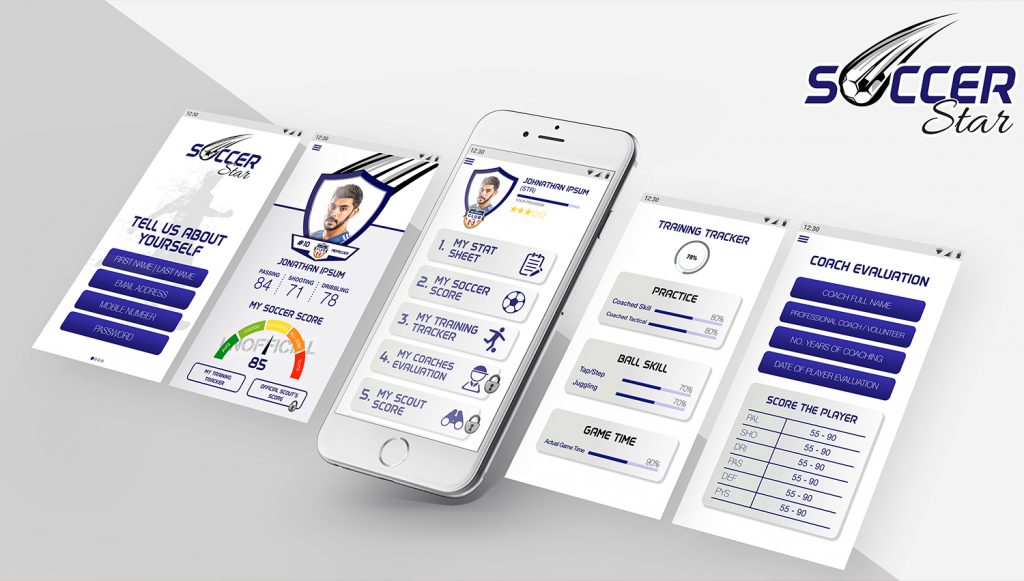 SOCCER
Star
12:30
SOCCER
Star
TELL US ABOUT
YOURSELF
FIRST NAME | LAST NAME
EMAIL ADDRESS
MOBILE NUMBER
PASSWORD
12:30
#10
JONATHAN IPSUM
PASSING SHOOTING DRIBBLING
84 71 78
MY SOCCER SCORE
UNOFFICIAL
85
MY TRAINING
TRACKER
OFFICIAL SCOUT'S
SCORE
12:30
JOHNATHAN IPSUM
(STR)
YOUR PROGRESS
CLUB
1. MY STAT
SHEET
2. MY SOCCER
SCORE
3. MY TRAINING
TRACKER
4. MY COACHES
EVALUATION
5. MY SCOUT
SCORE
12:30
TRAINING TRACKER
78%
PRACTICE
Coached Skill 80%
Coached Tactical 80%
BALL SKILL
Tap/Step 70%
Juggling 70%
GAME TIME
Actual Game Time 90%
12:30
COACH EVALUATION
COACH FULL NAME
PROFESSIONAL COACH / VOLUNTEER
NO. YEARS OF COACHING
DATE OF PLAYER EVALUATION
SCORE THE PLAYER
PAL 55 - 90
SHO 55 - 90
DRI 55 - 90
PAS 55 - 90
DEF 55 - 90
PYS 55 - 90